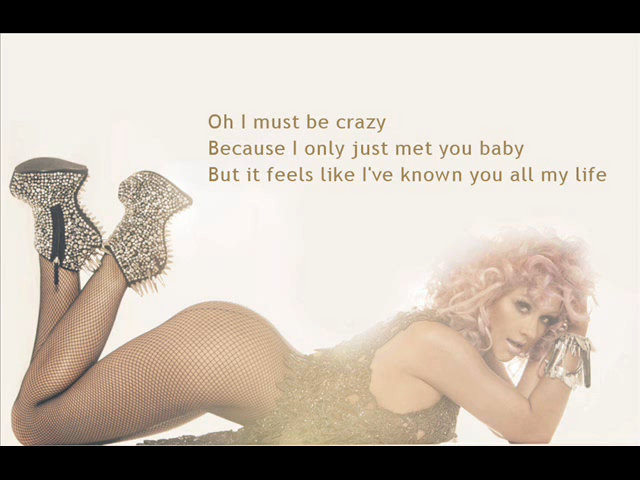 Oh I must be crazy
Because I only just met you baby
But it feels like I've known you all my life